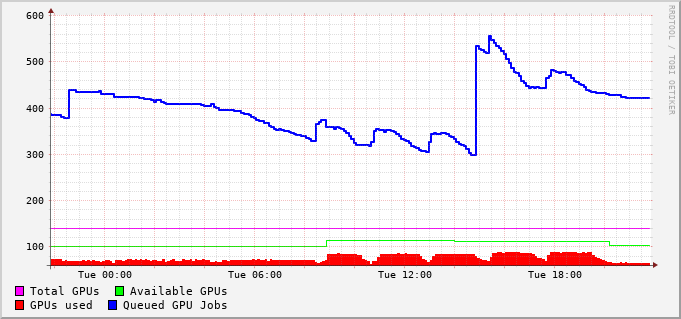 600
500
400
300
200
100
Tue 00:00 Tue 06:00 Tue 12:00 Tue 18:00
Total GPUs Available GPUs
GPUs used Queued GPU Jobs
RRDTOOL / TOBI OETIKER